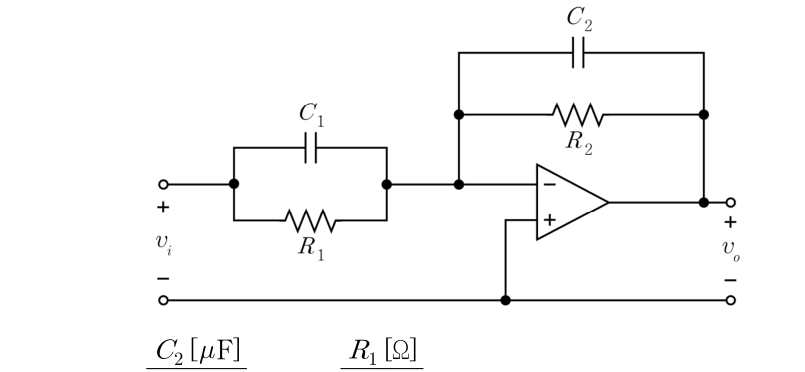 C₂
C₁
R₂
−
+
+
vᵢ
−
R₁
+
vₒ
−
C₂ [μF] R₁ [Ω]